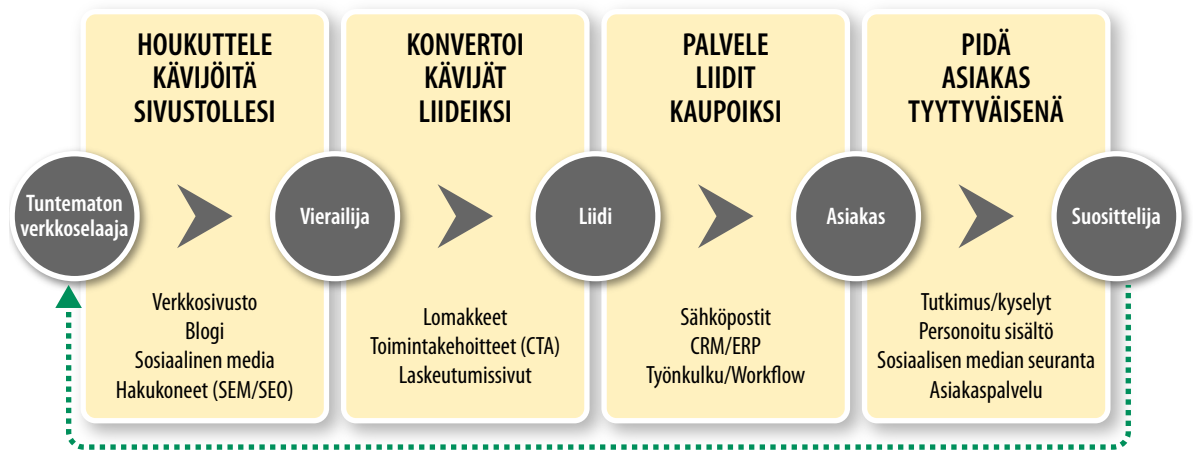 HOUKUTTELE
KÄVIJÖITÄ
SIVUSTOLLESI
KONVERTOI
KÄVIJÄT
LIIDEIKSI
PALVELE
LIIDIT
KAUPOIKSI
PIDÄ
ASIAKAS
TYYTYVÄISENÄ
Tuntematon
verkkoselaaja
Vierailija
Liidi
Asiakas
Suosittelija
Verkkosivusto
Blogi
Sosiaalinen media
Hakukoneet (SEM/SEO)
Lomakkeet
Toimintakehoitteet (CTA)
Laskeutumissivut
Sähköpostit
CRM/ERP
Työnkulku/Workflow
Tutkimus/kyselyt
Personoitu sisältö
Sosiaalisen median seuranta
Asiakaspalvelu